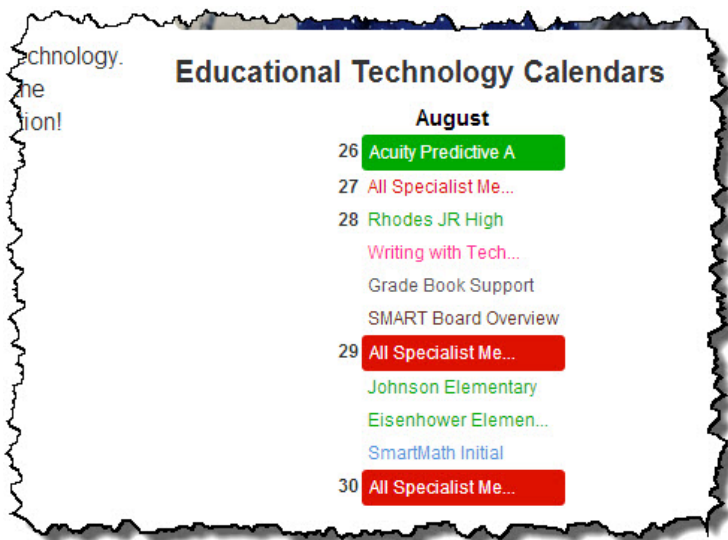 chnology.
he
ion!
Educational Technology Calendars
August
26 Acuity Predictive A
27 All Specialist Me...
28 Rhodes JR High
Writing with Tech...
Grade Book Support
SMART Board Overview
29 All Specialist Me...
Johnson Elementary
Eisenhower Elemen...
SmartMath Initial
30 All Specialist Me...